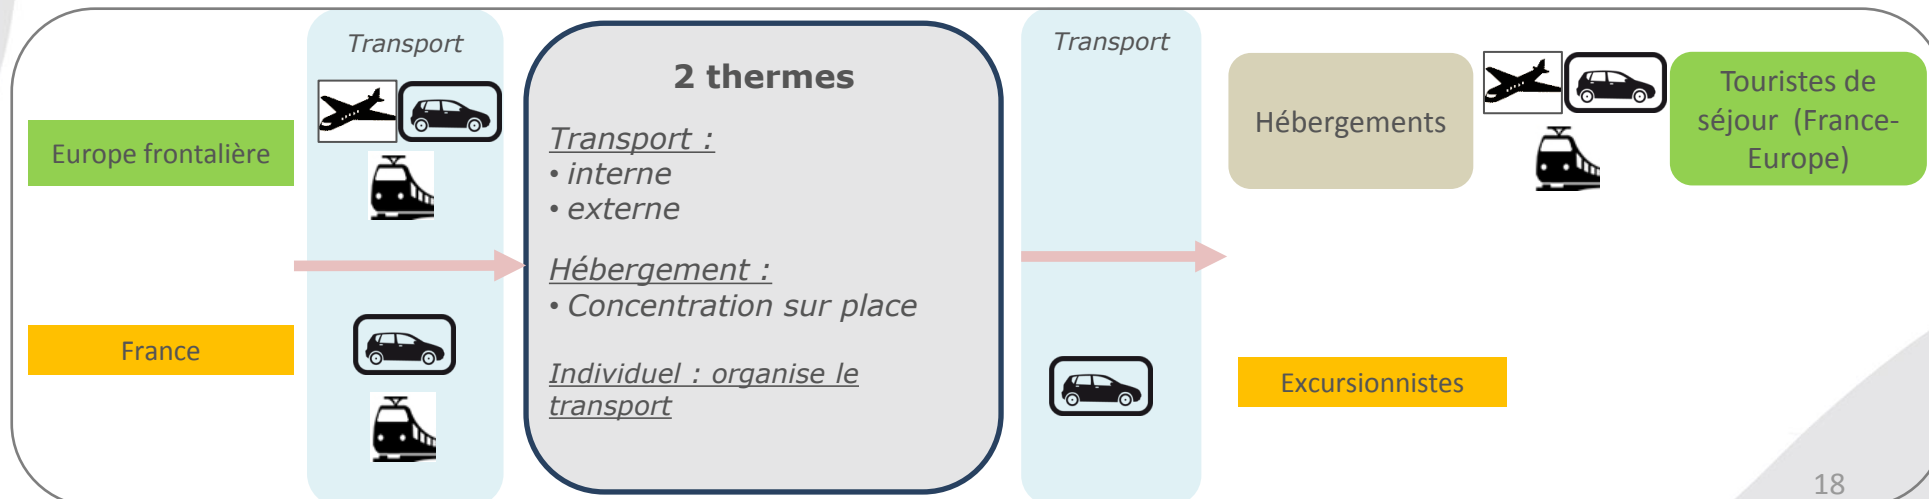 Transport
Europe frontalière
France
2 thermes
Transport :
• interne
• externe
Hébergement :
• Concentration sur place
Individuel : organise le
transport
Transport
Hébergements
Touristes de
séjour (France-
Europe)
Excursionnistes
18